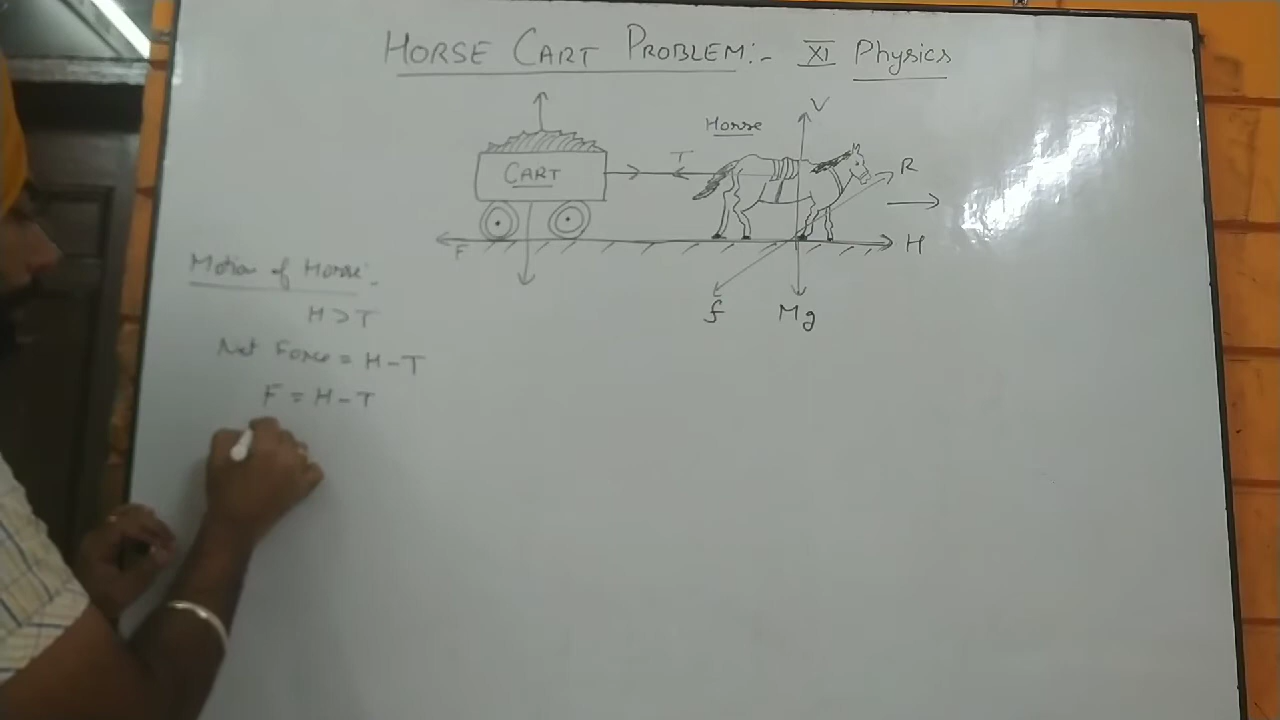 HORSE CART PROBLEM:- XI Physics
V
Horse
T
R
CART
H
F
f
Mg
Motion of Horse:-
H > T
Net Force = H - T
F = H - T